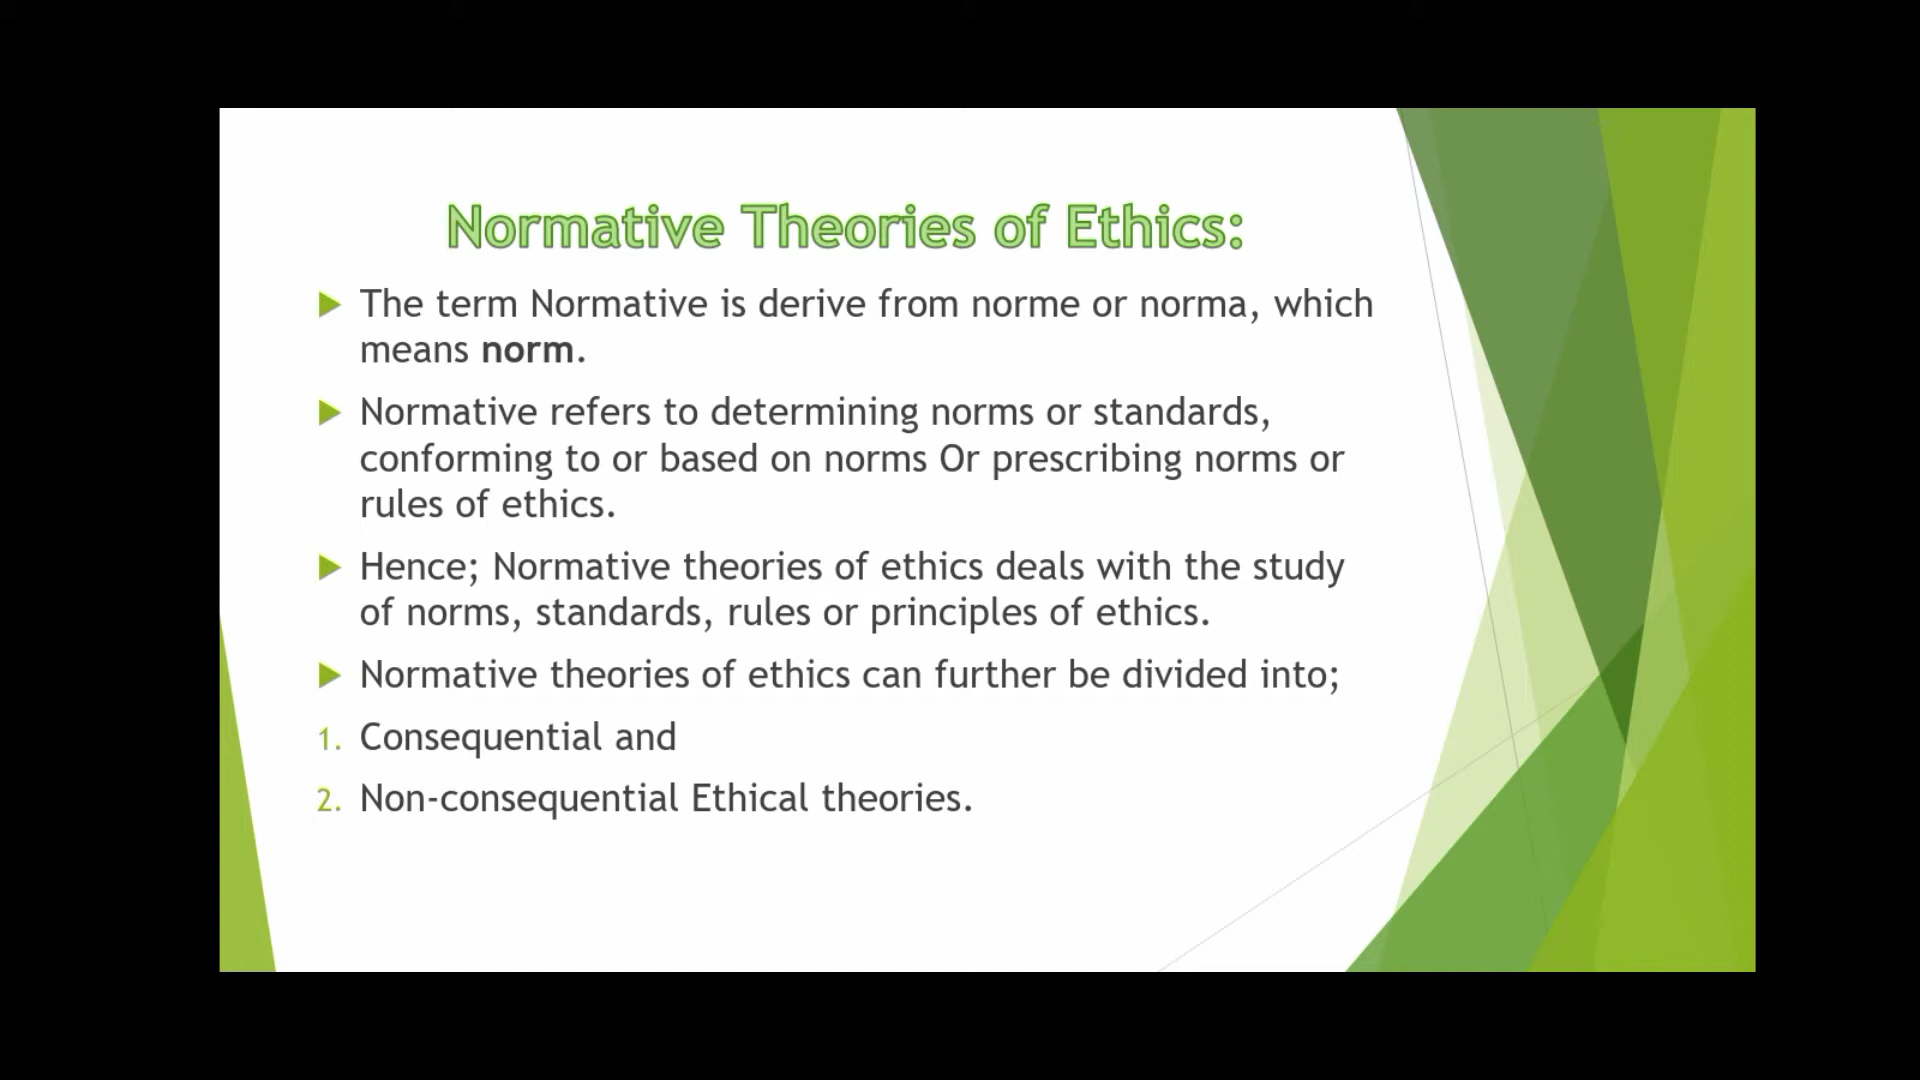 Normative Theories of Ethics:
▶ The term Normative is derive from norme or norma, which
means norm.
▶ Normative refers to determining norms or standards,
conforming to or based on norms Or prescribing norms or
rules of ethics.
▶ Hence; Normative theories of ethics deals with the study
of norms, standards, rules or principles of ethics.
▶ Normative theories of ethics can further be divided into;
1. Consequential and
2. Non-consequential Ethical theories.